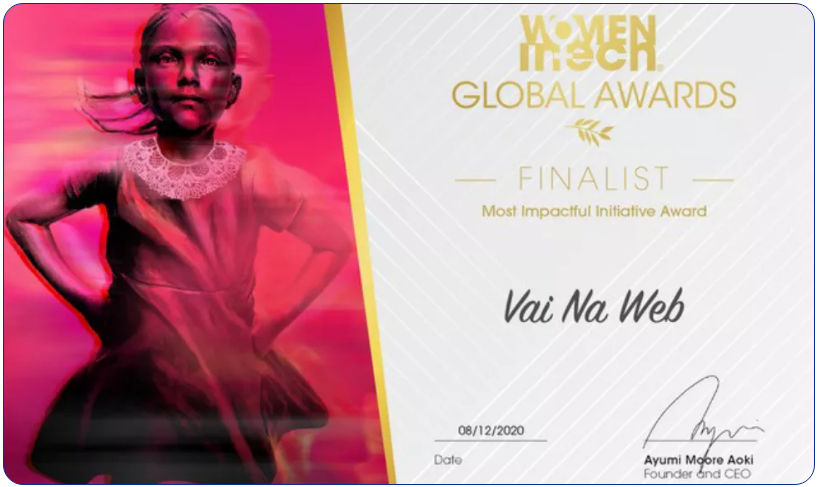 WOMEN
In TECH®
GLOBAL AWARDS
FINALIST
Most Impactful Initiative Award
Vai Na Web
08/12/2020
Date
Ayumi Moore Aoki
Founder and CEO